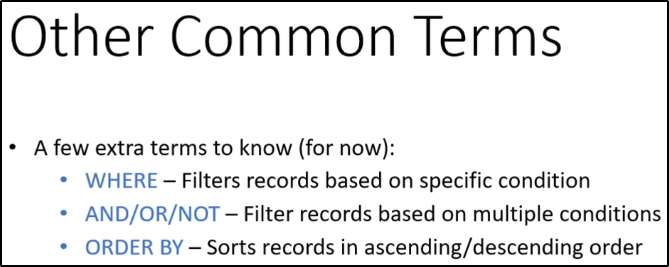 Other Common Terms
• A few extra terms to know (for now):
• WHERE – Filters records based on specific condition
• AND/OR/NOT – Filter records based on multiple conditions
• ORDER BY – Sorts records in ascending/descending order